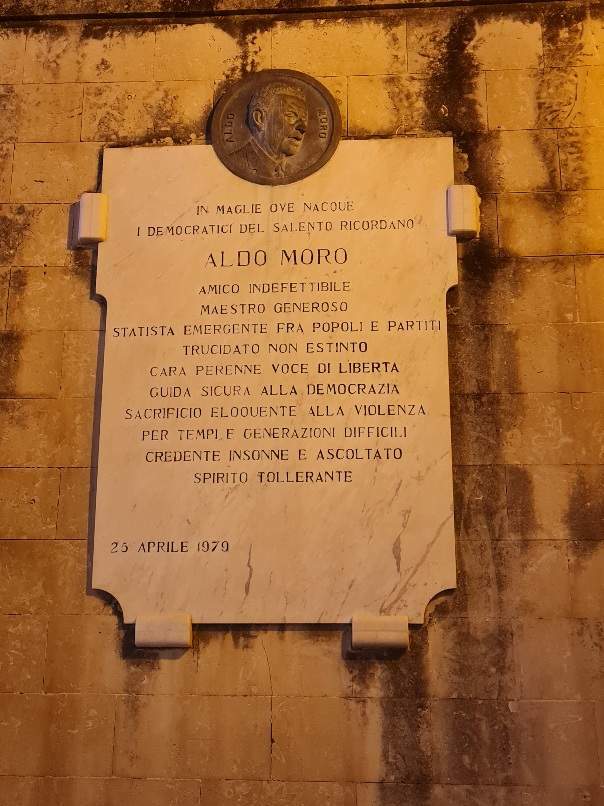 ALDO MORO
IN MAGLIE OVE NACQUE
I DEMOCRATICI DEL SALENTO RICORDANO
ALDO MORO
AMICO INDEFETTIBILE
MAESTRO GENEROSO
STATISTA EMERGENTE FRA POPOLI E PARTITI
TRUCIDATO NON ESTINTO
CARA PERENNE VOCE DI LIBERTA
GUIDA SICURA ALLA DEMOCRAZIA
SACRIFICIO ELOQUENTE ALLA VIOLENZA
PER TEMPI E GENERAZIONI DIFFICILI
CREDENTE INSONNE E ASCOLTATO
SPIRITO TOLLERANTE
25 APRILE 1979